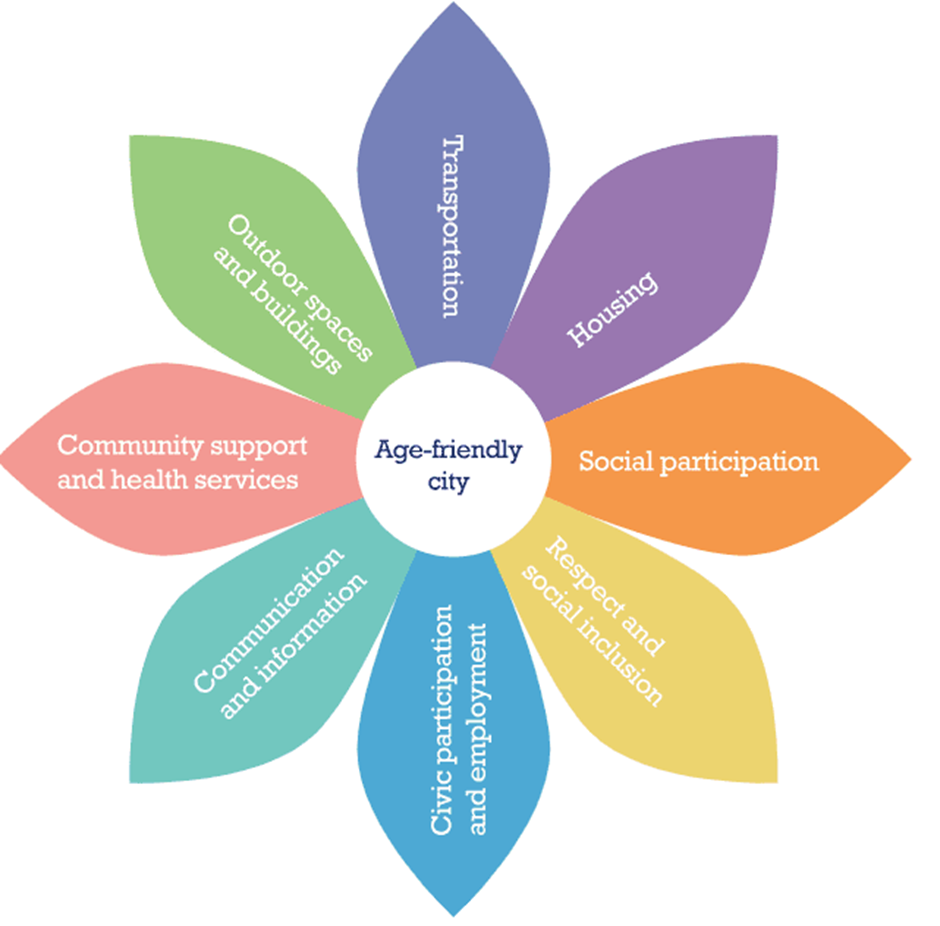 Transportation
Housing
Social participation
Respect and
social inclusion
Civic participation
and employment
Communication
and information
Community support
and health services
Outdoor spaces
and buildings
Age-friendly
city